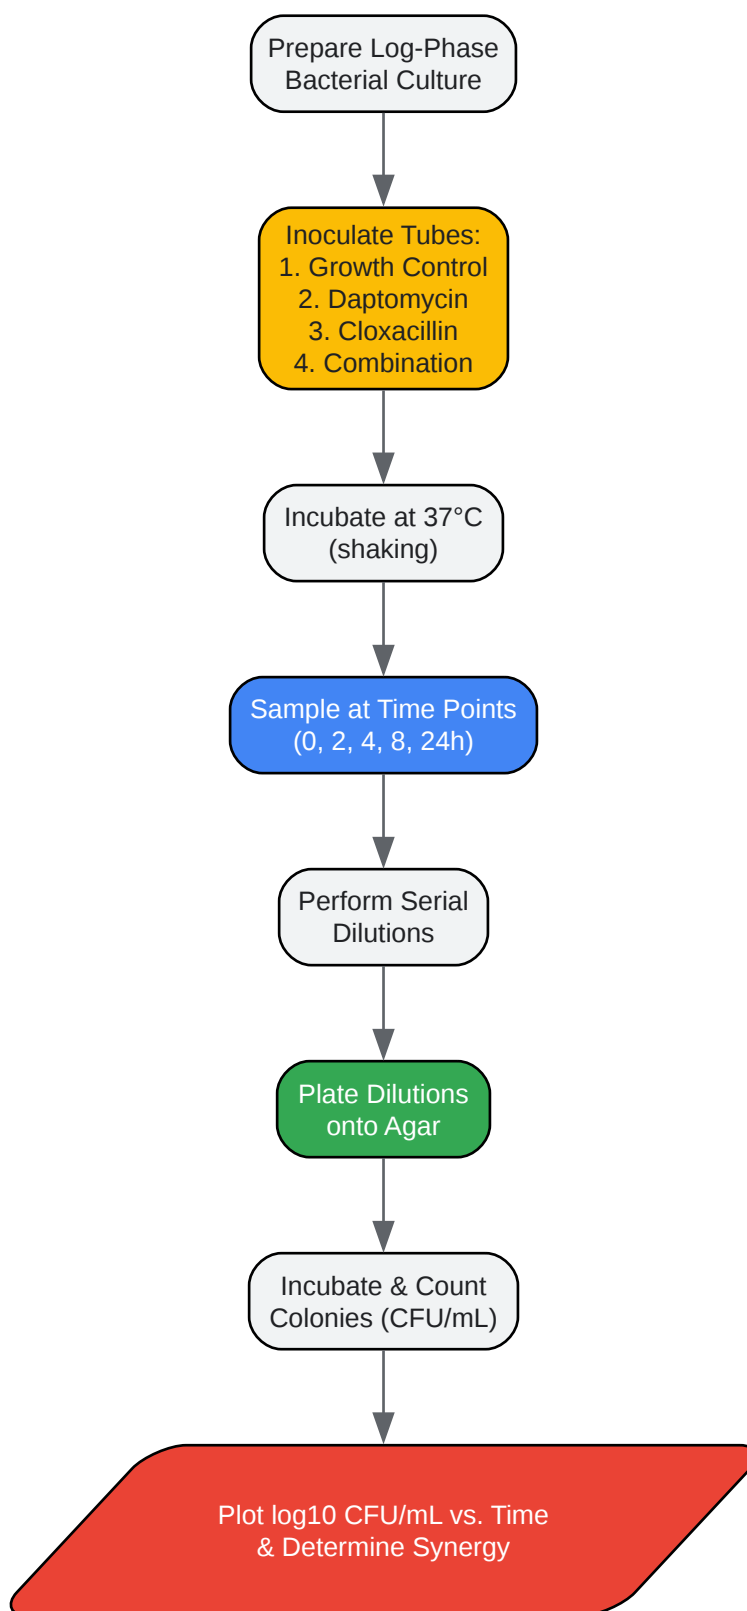 Prepare Log-Phase
Bacterial Culture
Inoculate Tubes:
1. Growth Control
2. Daptomycin
3. Cloxacillin
4. Combination
Incubate at 37°C
(shaking)
Sample at Time Points
(0, 2, 4, 8, 24h)
Perform Serial
Dilutions
Plate Dilutions
onto Agar
Incubate & Count
Colonies (CFU/mL)
Plot log10 CFU/mL vs. Time
& Determine Synergy